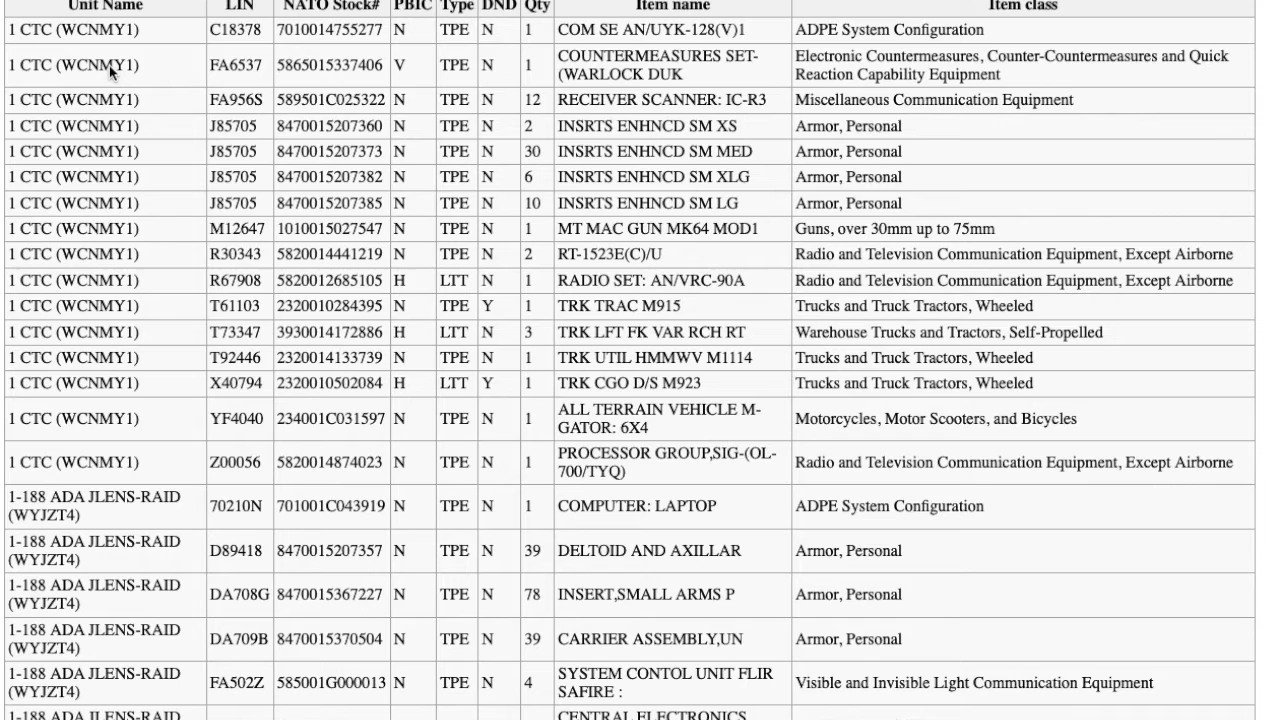 Unit Name LIN NATO Stock# PBIC Type DND Qty Item name Item class
1 CTC (WCNMY1) C18378 7010014755277 N TPE N 1 COM SE AN/UYK-128(V)1 ADPE System Configuration
1 CTC (WCNMY1) FA6537 5865015337406 V TPE N 1 COUNTERMEASURES SET- Electronic Countermeasures, Counter-Countermeasures and Quick
(WARLOCK DUK Reaction Capability Equipment
1 CTC (WCNMY1) FA956S 589501C025322 N TPE N 12 RECEIVER SCANNER: IC-R3 Miscellaneous Communication Equipment
1 CTC (WCNMY1) J85705 8470015207360 N TPE N 2 INSRTS ENHNCD SM XS Armor, Personal
1 CTC (WCNMY1) J85705 8470015207373 N TPE N 30 INSRTS ENHNCD SM MED Armor, Personal
1 CTC (WCNMY1) J85705 8470015207382 N TPE N 6 INSRTS ENHNCD SM XLG Armor, Personal
1 CTC (WCNMY1) J85705 8470015207385 N TPE N 10 INSRTS ENHNCD SM LG Armor, Personal
1 CTC (WCNMY1) M12647 1010015027547 N TPE N 1 MT MAC GUN MK64 MOD1 Guns, over 30mm up to 75mm
1 CTC (WCNMY1) R30343 5820014441219 N TPE N 2 RT-1523E(C)/U Radio and Television Communication Equipment, Except Airborne
1 CTC (WCNMY1) R67908 5820012685105 H LTT N 1 RADIO SET: AN/VRC-90A Radio and Television Communication Equipment, Except Airborne
1 CTC (WCNMY1) T61103 2320010284395 N TPE Y 1 TRK TRAC M915 Trucks and Truck Tractors, Wheeled
1 CTC (WCNMY1) T73347 3930014172886 H LTT N 3 TRK LFT FK VAR RCH RT Warehouse Trucks and Tractors, Self-Propelled
1 CTC (WCNMY1) T92446 2320014133739 N TPE N 1 TRK UTIL HMMWV M1114 Trucks and Truck Tractors, Wheeled
1 CTC (WCNMY1) X40794 2320010502084 H LTT Y 1 TRK CGO D/S M923 Trucks and Truck Tractors, Wheeled
1 CTC (WCNMY1) YF4040 234001C031597 N TPE N 1 ALL TERRAIN VEHICLE M- Motorcycles, Motor Scooters, and Bicycles
GATOR: 6X4
1 CTC (WCNMY1) Z00056 5820014874023 N TPE N 1 PROCESSOR GROUP,SIG-(OL- Radio and Television Communication Equipment, Except Airborne
700/TYQ)
1-188 ADA JLENS-RAID 70210N 701001C043919 N TPE N 1 COMPUTER: LAPTOP ADPE System Configuration
(WYJZT4)
1-188 ADA JLENS-RAID D89418 8470015207357 N TPE N 39 DELTOID AND AXILLAR Armor, Personal
(WYJZT4)
1-188 ADA JLENS-RAID DA708G 8470015367227 N TPE N 78 INSERT,SMALL ARMS P Armor, Personal
(WYJZT4)
1-188 ADA JLENS-RAID DA709B 8470015370504 N TPE N 39 CARRIER ASSEMBLY,UN Armor, Personal
(WYJZT4)
1-188 ADA JLENS-RAID FA502Z 585001G000013 N TPE N 4 SYSTEM CONTOL UNIT FLIR Visible and Invisible Light Communication Equipment
(WYJZT4) SAFIRE :
1-188 ADA JLENS-RAID CENTRAL ELECTRONICS